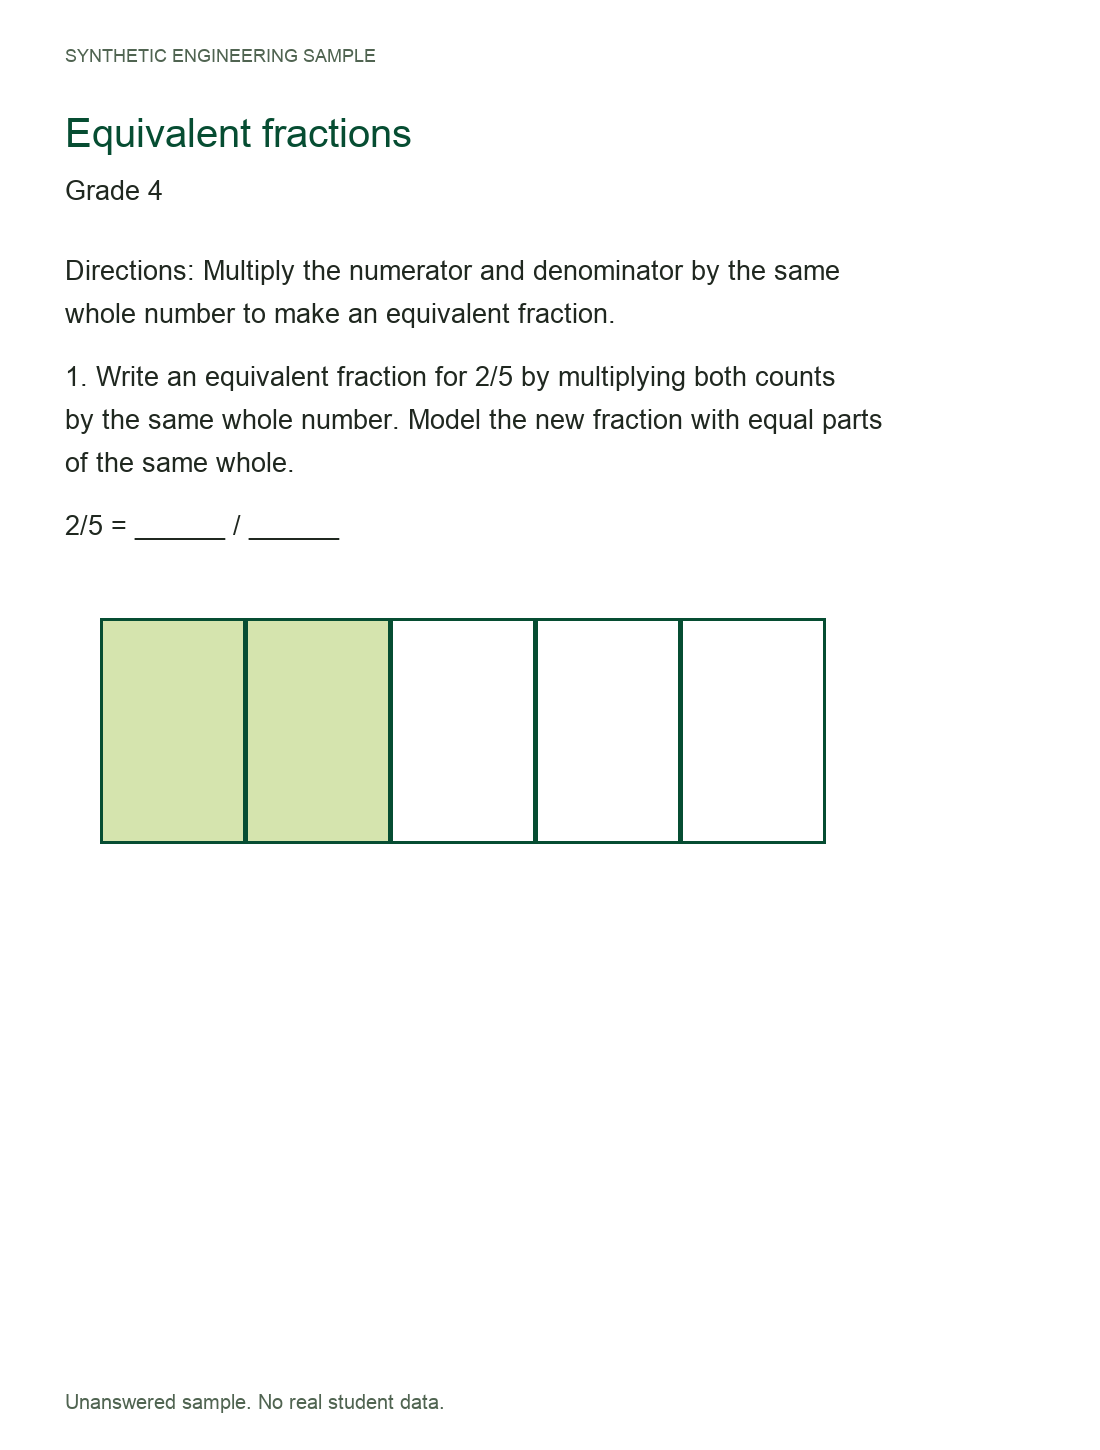 SYNTHETIC ENGINEERING SAMPLE
Equivalent fractions
Grade 4
Directions: Multiply the numerator and denominator by the same
whole number to make an equivalent fraction.
1. Write an equivalent fraction for 2/5 by multiplying both counts
by the same whole number. Model the new fraction with equal parts
of the same whole.
2/5 = ______ / ______
Unanswered sample. No real student data.